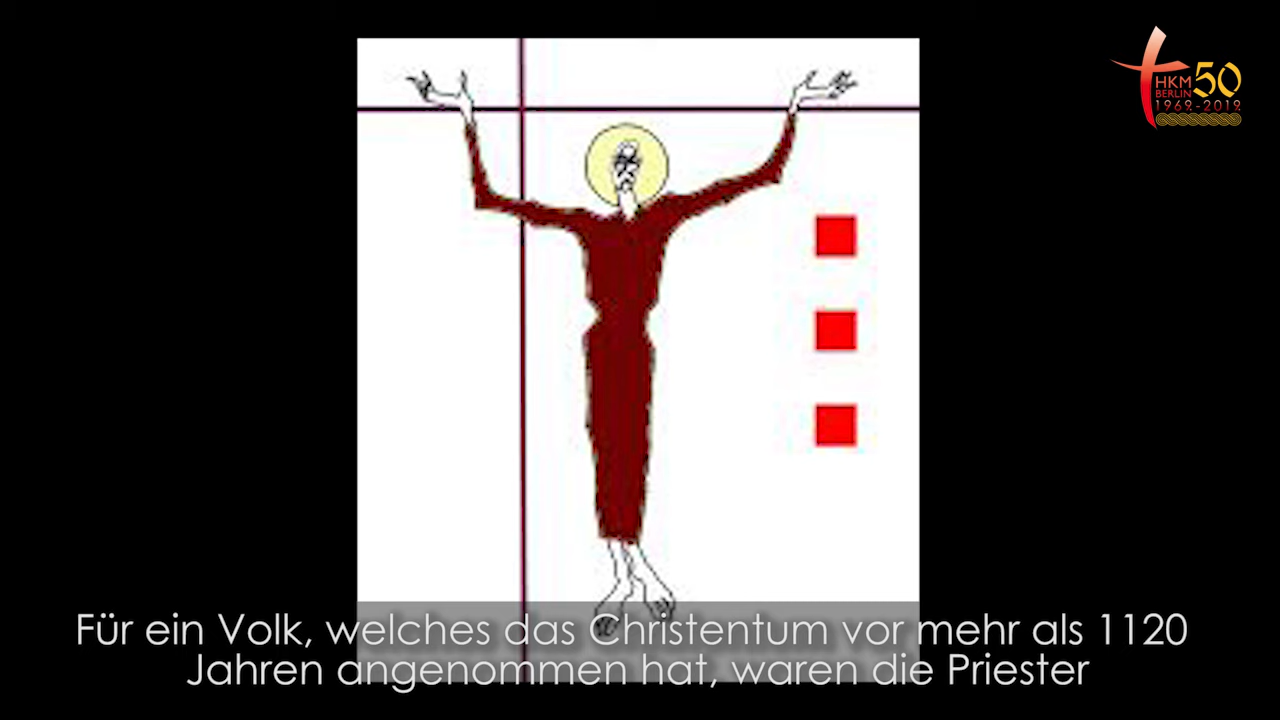 HKM 50
BERLIN
1969-2019
Für ein Volk, welches das Christentum vor mehr als 1120
Jahren angenommen hat, waren die Priester